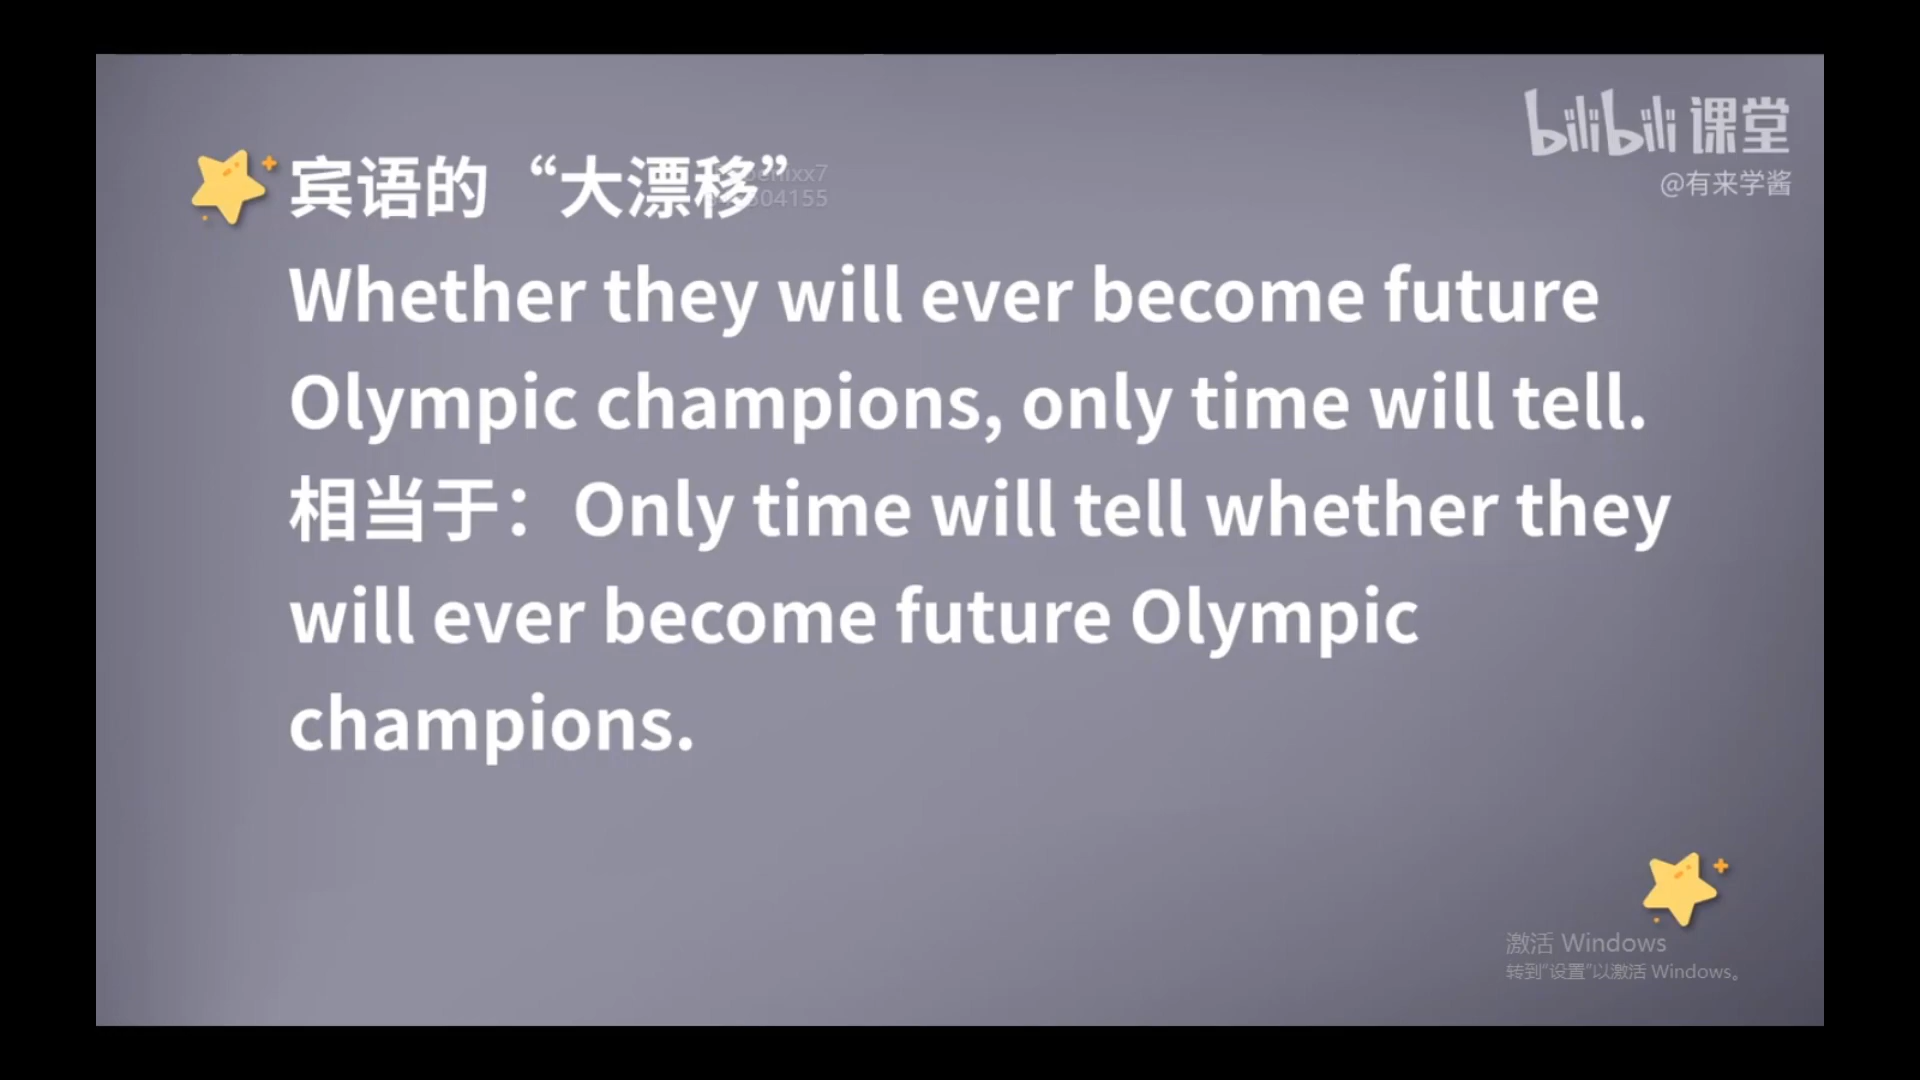 bilibili 课堂
@有来学酱
宾语的“大漂移”
Whether they will ever become future
Olympic champions, only time will tell.
相当于：Only time will tell whether they
will ever become future Olympic
champions.
激活 Windows
转到“设置”以激活 Windows。